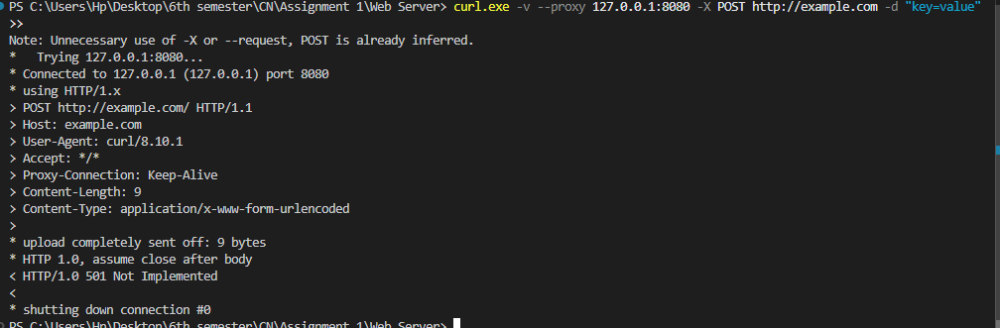 PS C:\Users\Hp\Desktop\6th semester\CN\Assignment 1\Web Server> curl.exe -v --proxy 127.0.0.1:8080 -X POST http://example.com -d "key=value"
>>
Note: Unnecessary use of -X or --request, POST is already inferred.
*   Trying 127.0.0.1:8080...
* Connected to 127.0.0.1 (127.0.0.1) port 8080
* using HTTP/1.x
> POST http://example.com/ HTTP/1.1
> Host: example.com
> User-Agent: curl/8.10.1
> Accept: */*
> Proxy-Connection: Keep-Alive
> Content-Length: 9
> Content-Type: application/x-www-form-urlencoded
>
* upload completely sent off: 9 bytes
* HTTP 1.0, assume close after body
< HTTP/1.0 501 Not Implemented
<
* shutting down connection #0
PS C:\Users\Hp\Desktop\6th semester\CN\Assignment 1\Web Server>